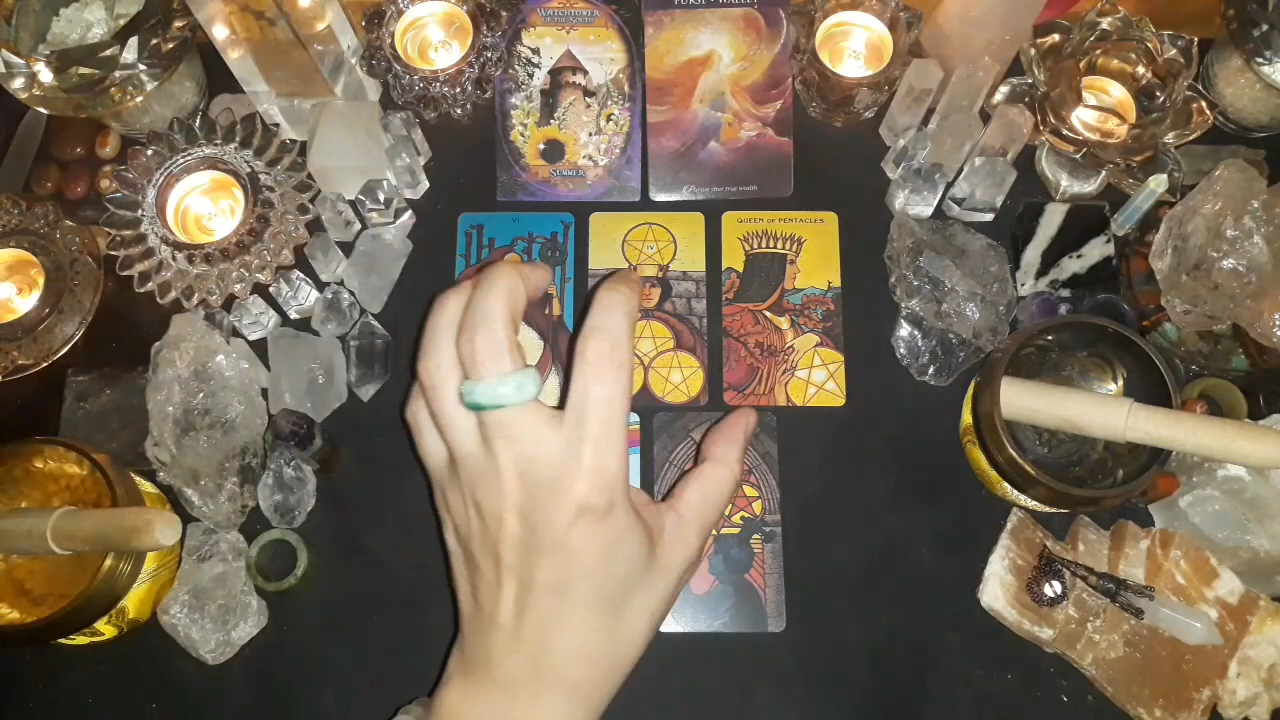 WATCHTOWER
OF THE SOUTH
SUMMER
PURSE • WALLET
Pursue your true wealth
VI
IV
QUEEN OF PENTACLES